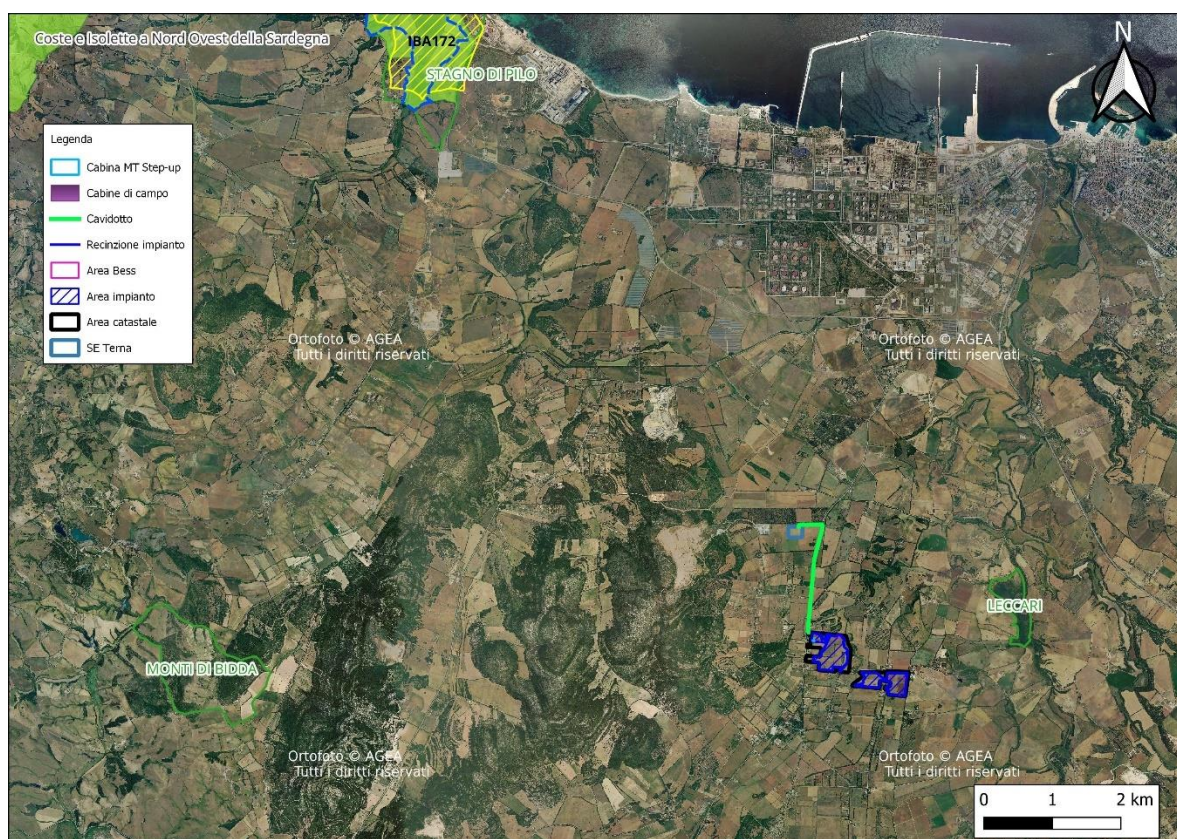 Coste e Isolette a Nord Ovest della Sardegna
IBA172
STAGNO DI PILO
N
Legenda
Cabina MT Step-up
Cabine di campo
Cavidotto
Recinzione impianto
Area Bess
Area impianto
Area catastale
SE Terna
Ortofoto © AGEA
Tutti i diritti riservati
Ortofoto © AGEA
Tutti i diritti riservati
LECCARI
MONTI DI BIDDA
Ortofoto © AGEA
Tutti i diritti riservati
Ortofoto © AGEA
Tutti i diritti riservati
0 1 2 km